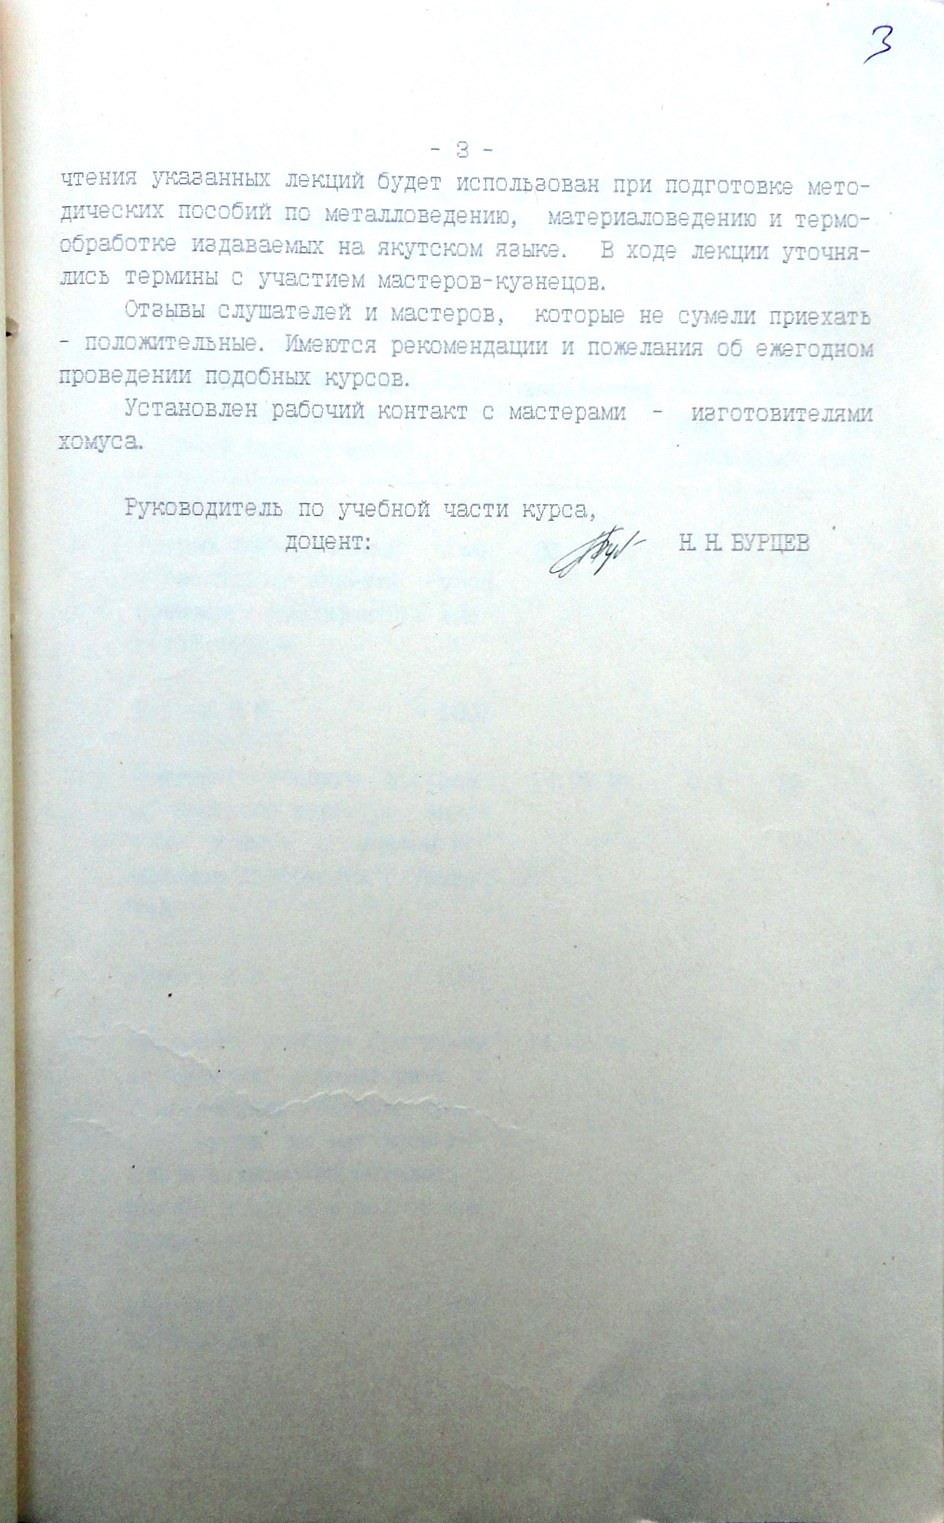 3
- 3 -
чтения указанных лекций будет использован при подготовке мето-
дических пособий по металловедению, материаловедению и термо-
обработке издаваемых на якутском языке. В ходе лекции уточня-
лись термины с участием мастеров-кузнецов.
Отзывы слушателей и мастеров, которые не сумели приехать
- положительные. Имеются рекомендации и пожелания об ежегодном
проведении подобных курсов.
Установлен рабочий контакт с мастерами - изготовителями
хомуса.
Руководитель по учебной части курса,
доцент: Н. Н. БУРЦЕВ